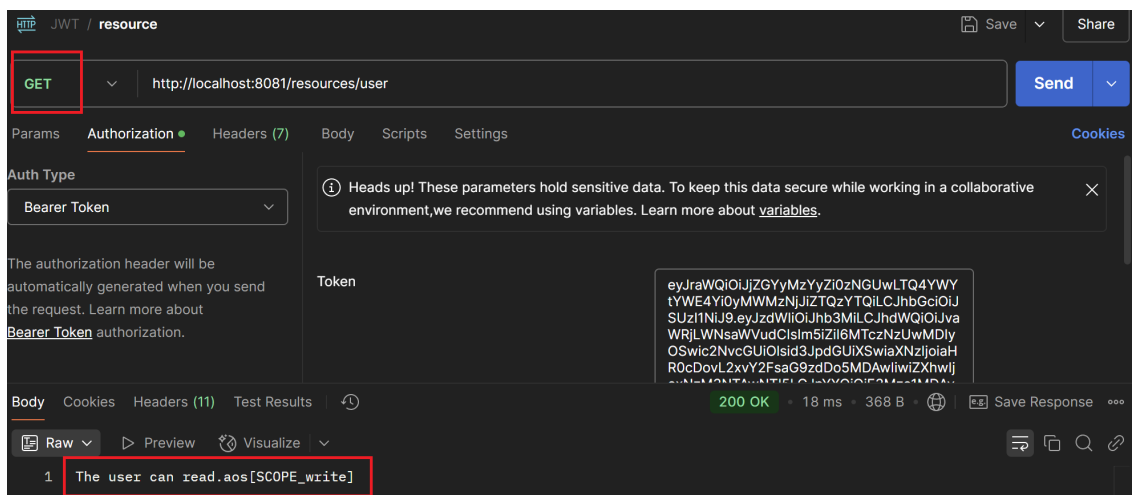 HTTP JWT / resource Save Share
GET http://localhost:8081/resources/user Send
Params Authorization Headers (7) Body Scripts Settings Cookies
Auth Type
Bearer Token
The authorization header will be
automatically generated when you send
the request. Learn more about
Bearer Token authorization.
Heads up! These parameters hold sensitive data. To keep this data secure while working in a collaborative
environment,we recommend using variables. Learn more about variables.
Token
eyJraWQiOiJjZGYyMzYyZi0zNGUwLTQ4YWY
tYWE4Yi0yMWMzNjJiZTQzYTQiLCJhbGciOiJ
SUzI1NiJ9.eyJzdWIiOiJhb3MiLCJhdWQiOiJva
WRjLWNsaWVudCIsIm5iZiI6MTczNzUwMDIy
OSwic2NvcGUiOlsid3JpdGUiXSwiaXNzIjoiaH
R0cDovL2xvY2FsaG9zdDo5MDAwIiwiZXhwIj
Body Cookies Headers (11) Test Results 200 OK 18 ms 368 B e.g. Save Response
Raw Preview Visualize
1 The user can read.aos[SCOPE_write]